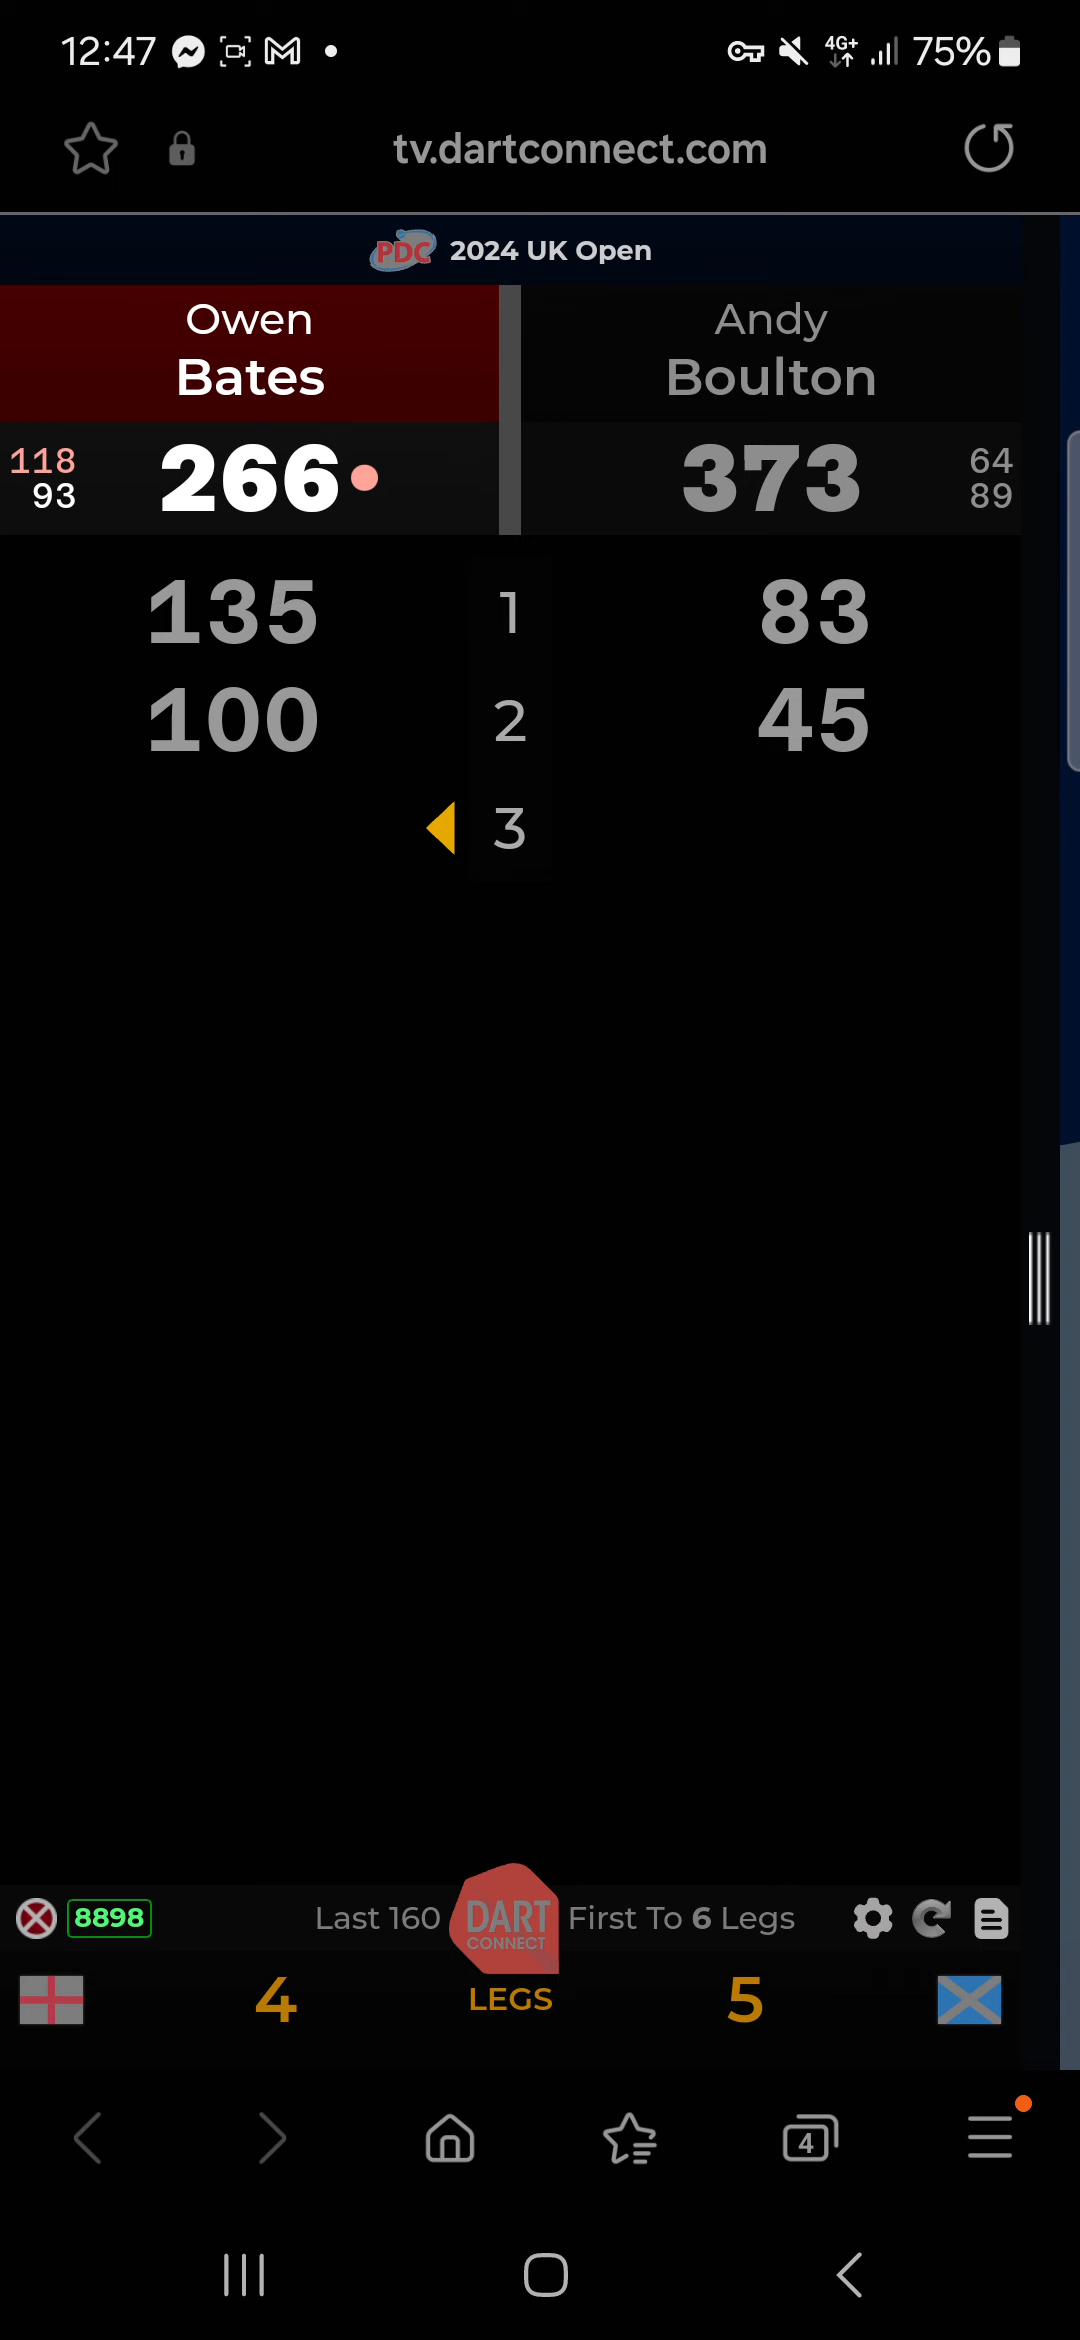 12:47 4G+ 75%
tv.dartconnect.com
PDC 2024 UK Open
Owen Andy
Bates Boulton
118 266 373 64
93 89
135 1 83
100 2 45
3
8898 Last 160 DART CONNECT First To 6 Legs
4 LEGS 5
4